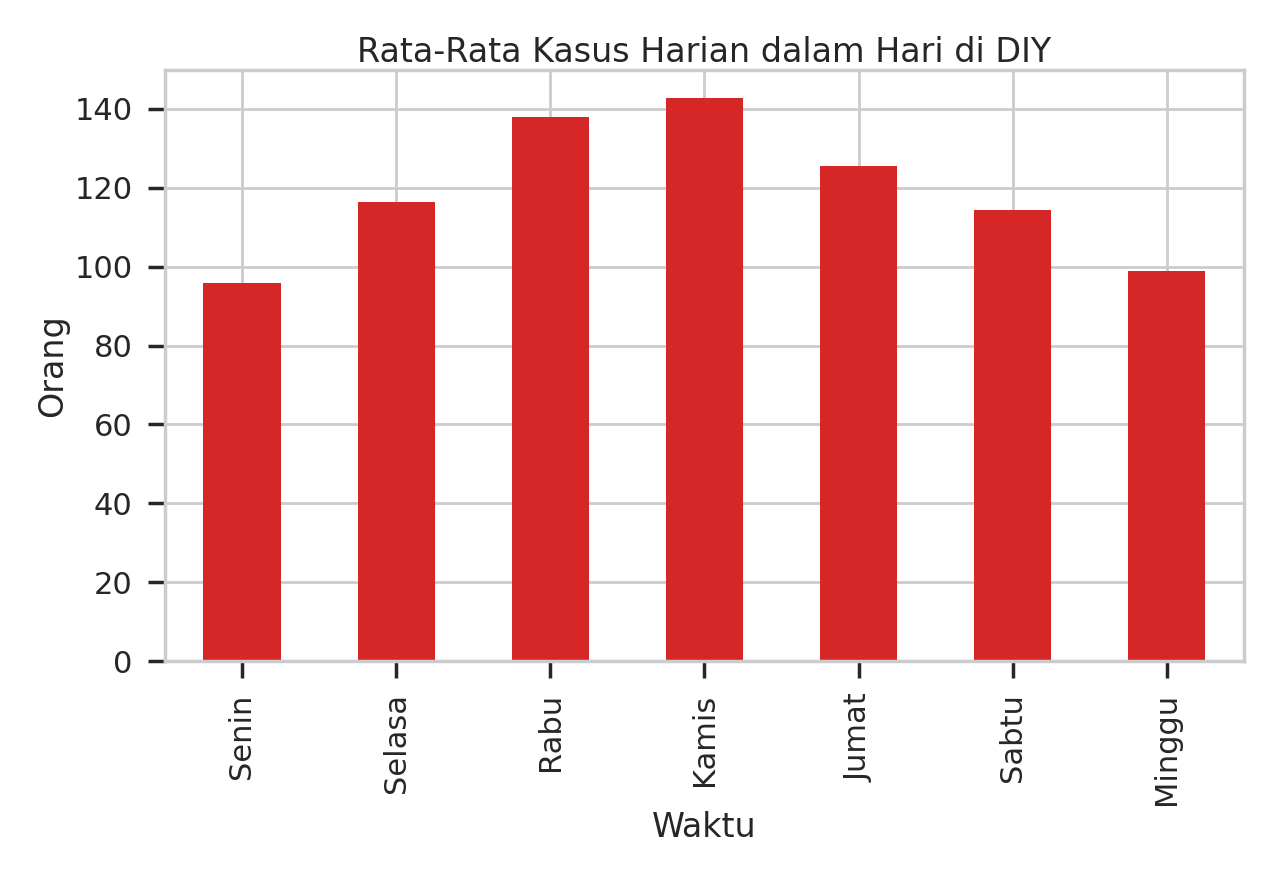 Rata-Rata Kasus Harian dalam Hari di DIY
140
120
100
80
60
40
20
0
Orang
Senin
Selasa
Rabu
Kamis
Jumat
Sabtu
Minggu
Waktu